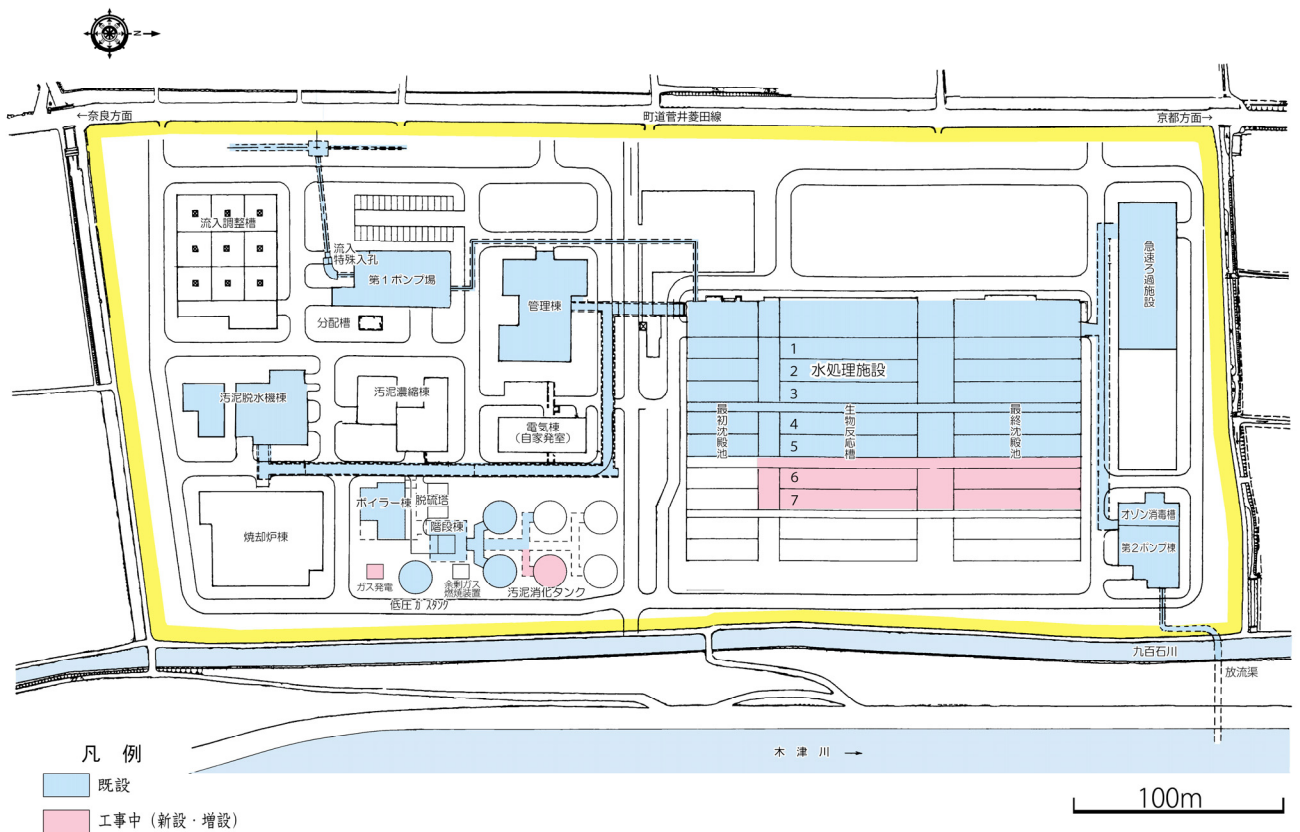 N
←奈良方面
町道菅井菱田線
京都方面→
流入調整槽
流入
特殊入孔
第1ポンプ場
管理棟
急速ろ過施設
分配槽
1
2
水処理施設
3
4
5
6
7
最初沈殿池
生物反応槽
最終沈殿池
汚泥脱水機棟
汚泥濃縮棟
電気棟
(自家発室)
ボイラー棟
脱硫塔
階段棟
焼却炉棟
オゾン消毒槽
第2ポンプ棟
ガス発電
低圧ガスタンク
余剰ガス
燃焼装置
汚泥消化タンク
九百石川
放流渠
木津川 →
凡 例
既設
工事中(新設・増設)
100m